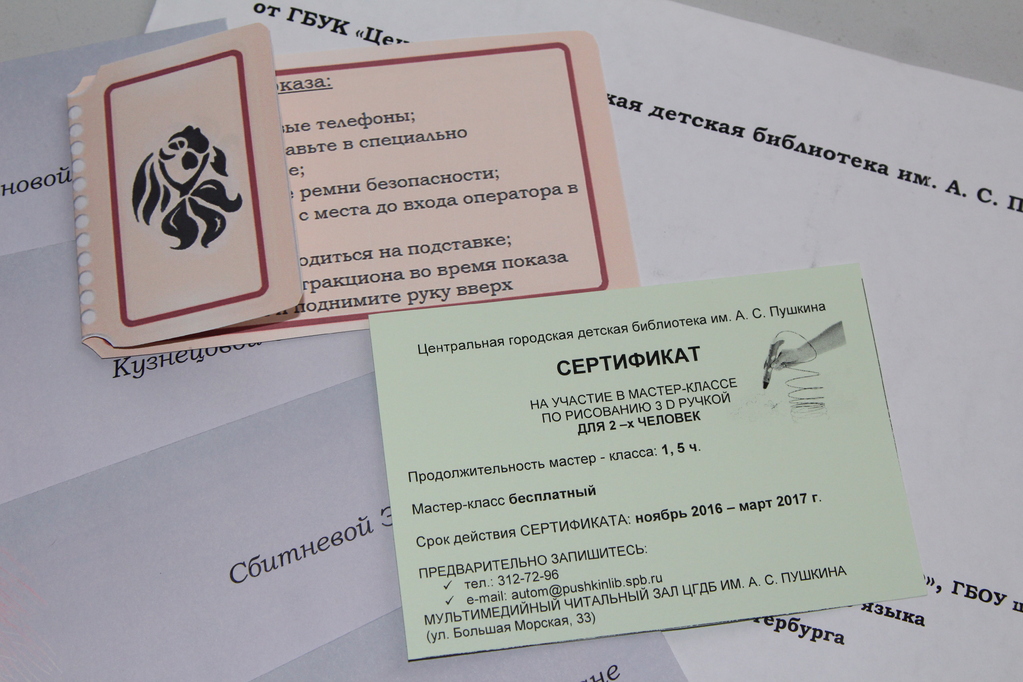 от ГБУК
кая детская библиотека им. А. С.
оказа:
вые телефоны;
авьте в специально
е;
е ремни безопасности;
с места до входа оператора в
одиться на подставке;
тракциона во время показа
поднимите руку вверх
новой
Кузнецовой
Сбитневой
Центральная городская детская библиотека им. А. С. Пушкина
СЕРТИФИКАТ
НА УЧАСТИЕ В МАСТЕР-КЛАССЕ
ПО РИСОВАНИЮ 3 D РУЧКОЙ
ДЛЯ 2 –х ЧЕЛОВЕК
Продолжительность мастер - класса: 1, 5 ч.
Мастер-класс бесплатный
Срок действия СЕРТИФИКАТА: ноябрь 2016 – март 2017 г.
ПРЕДВАРИТЕЛЬНО ЗАПИШИТЕСЬ:
✓ тел.: 312-72-96
✓ e-mail: autom@pushkinlib.spb.ru
МУЛЬТИМЕДИЙНЫЙ ЧИТАЛЬНЫЙ ЗАЛ ЦГДБ ИМ. А. С. ПУШКИНА
(ул. Большая Морская, 33)
», ГБОУ
языка
тербурга
не